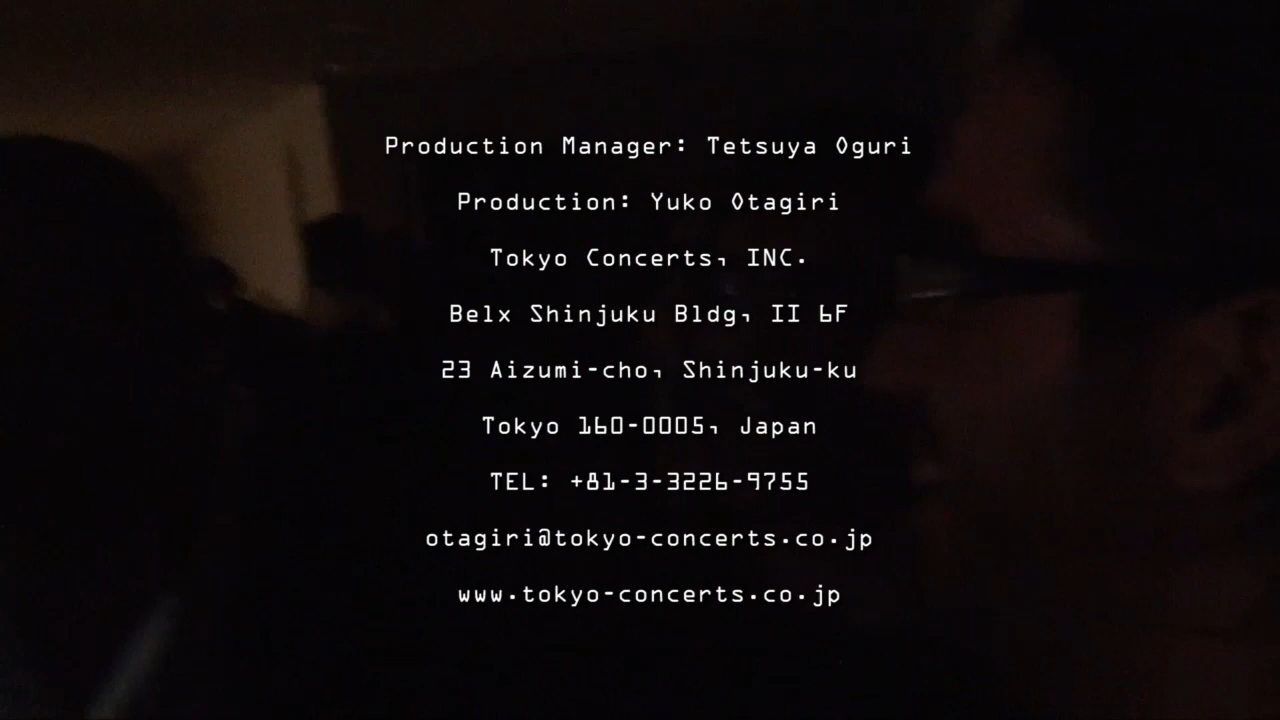 Production Manager: Tetsuya Oguri
Production: Yuko Otagiri
Tokyo Concerts, INC.
Belx Shinjuku Bldg, II 6F
23 Aizumi-cho, Shinjuku-ku
Tokyo 160-0005, Japan
TEL: +81-3-3226-9755
otagiri@tokyo-concerts.co.jp
www.tokyo-concerts.co.jp